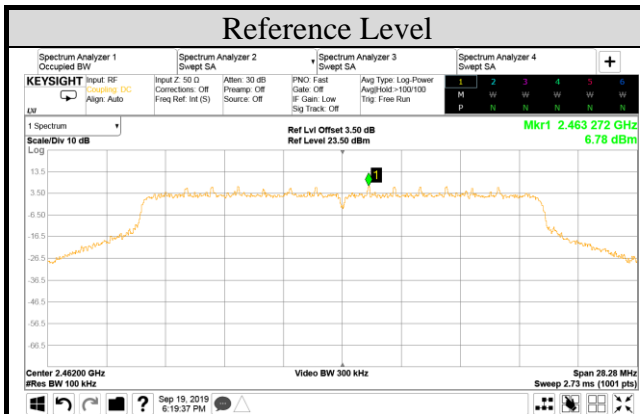 Reference Level
Spectrum Analyzer 1
Occupied BW
Spectrum Analyzer 2
Swept SA
Spectrum Analyzer 3
Swept SA
Spectrum Analyzer 4
Swept SA
+
KEYSIGHT
LXI
Input: RF
Coupling: DC
Align: Auto
Input Z: 50 Ω
Corrections: Off
Freq Ref: Int (S)
Atten: 30 dB
Preamp: Off
Source: Off
PNO: Fast
Gate: Off
IF Gain: Low
Sig Track: Off
Avg Type: Log-Power
Avg|Hold:>100/100
Trig: Free Run
1 2 3 4 5 6
M W W W W W
P N N N N N
1 Spectrum
Scale/Div 10 dB
Ref Lvl Offset 3.50 dB
Ref Level 23.50 dBm
Mkr1 2.463 272 GHz
6.78 dBm
Log
1
13.5
3.50
-6.50
-16.5
-26.5
-36.5
-46.5
-56.5
-66.5
Center 2.46200 GHz
#Res BW 100 kHz
Video BW 300 kHz
Span 28.28 MHz
Sweep 2.73 ms (1001 pts)
?
Sep 19, 2019
6:19:37 PM